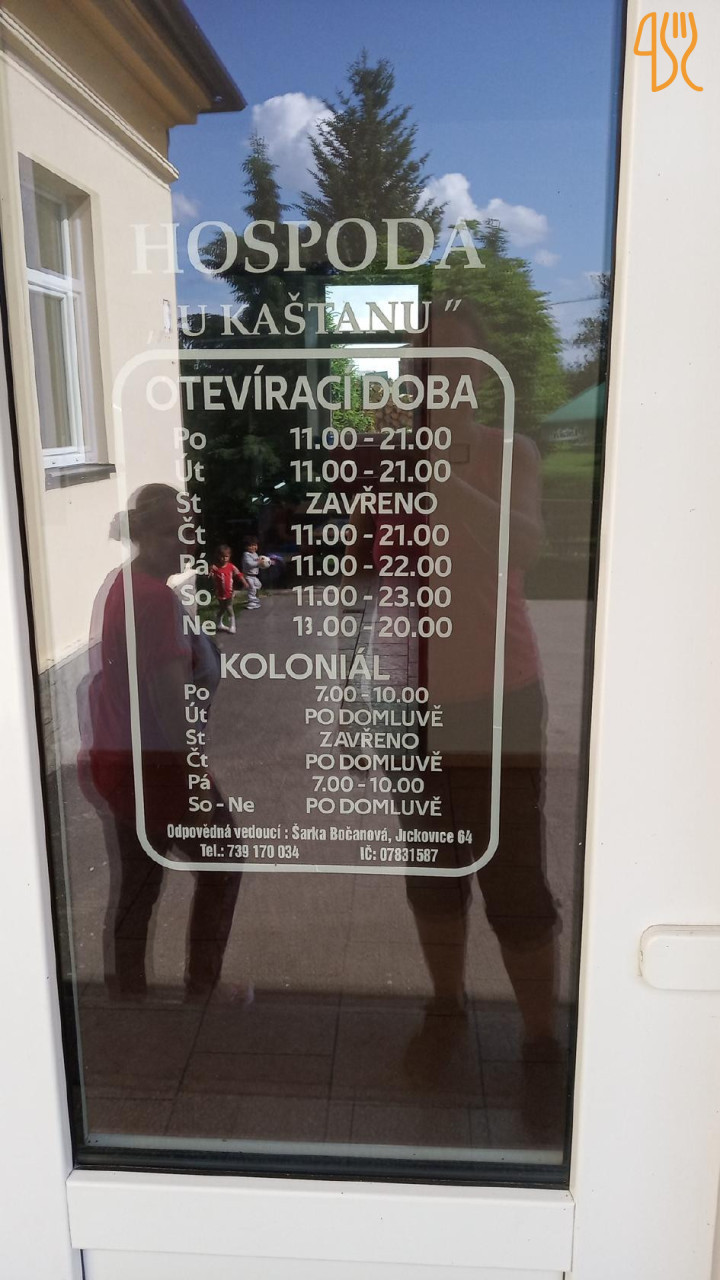 HOSPODA
„U KAŠTANU”
OTEVÍRACI DOBA
Po 11.00 - 21.00
Út 11.00 - 21.00
St ZAVŘENO
Čt 11.00 - 21.00
Pá 11.00 - 22.00
So 11.00 - 23.00
Ne 13.00 - 20.00
KOLONIÁL
Po 7.00 - 10.00
Út PO DOMLUVĚ
St ZAVŘENO
Čt PO DOMLUVĚ
Pá 7.00 - 10.00
So - Ne PO DOMLUVĚ
Odpovědná vedoucí : Šarka Bočanová, Jickovice 64
Tel.: 739 170 034 IČ: 07831587